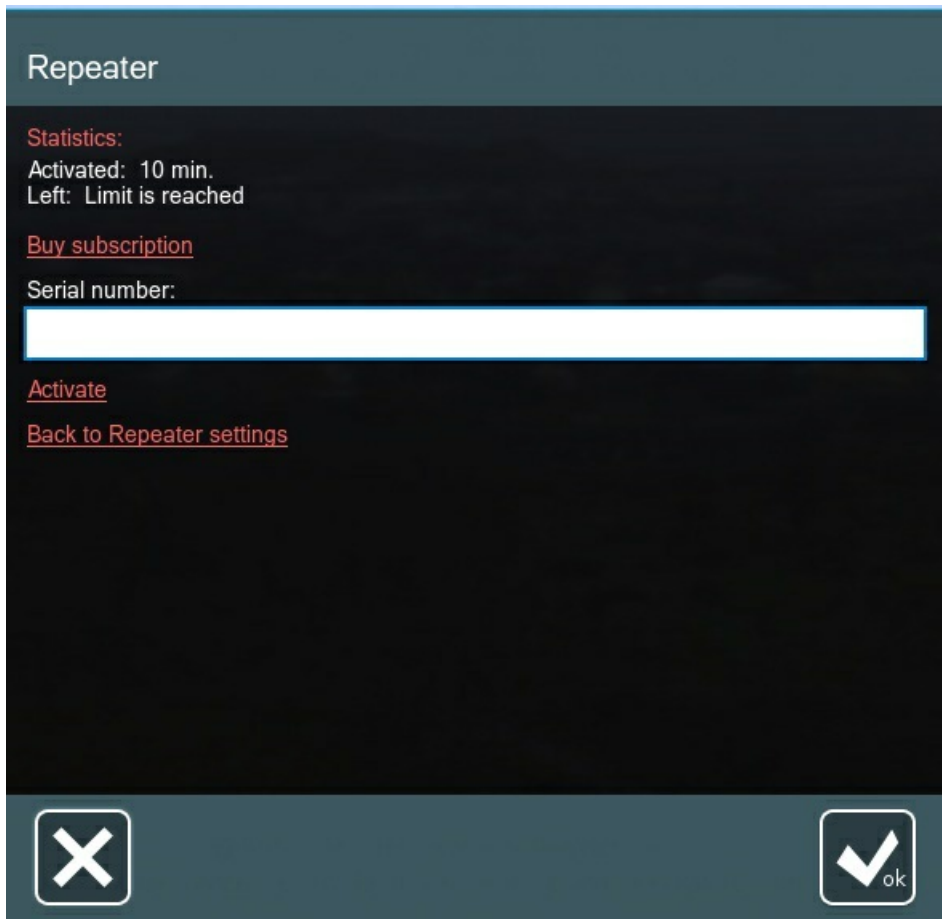 Repeater
Statistics:
Activated: 10 min.
Left: Limit is reached
Buy subscription
Serial number:
Activate
Back to Repeater settings
ok